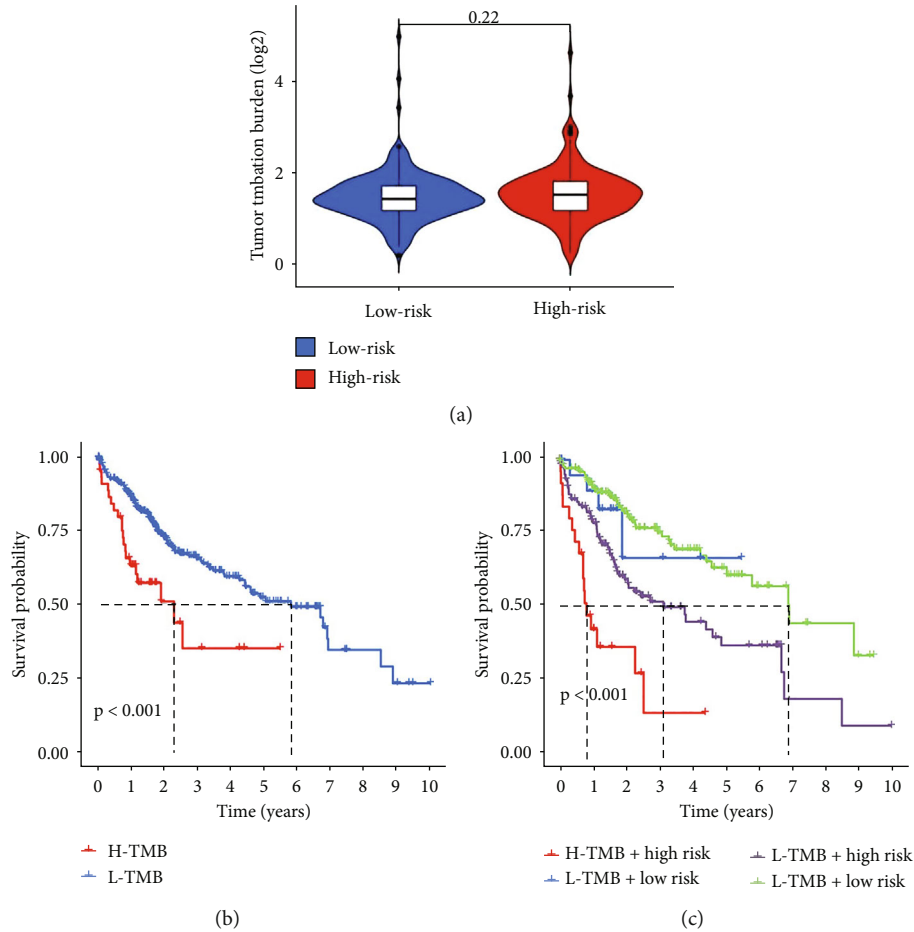 0.22
Tumor tmbation burden (log2)
4
2
0
Low-risk High-risk
Low-risk
High-risk
(a)
Survival probability
1.00
0.75
0.50
0.25
0.00
p < 0.001
0 1 2 3 4 5 6 7 8 9 10
Time (years)
H-TMB
L-TMB
(b)
Survival probability
1.00
0.75
0.50
0.25
0.00
p < 0.001
0 1 2 3 4 5 6 7 8 9 10
Time (years)
H-TMB + high risk L-TMB + high risk
L-TMB + low risk L-TMB + low risk
(c)